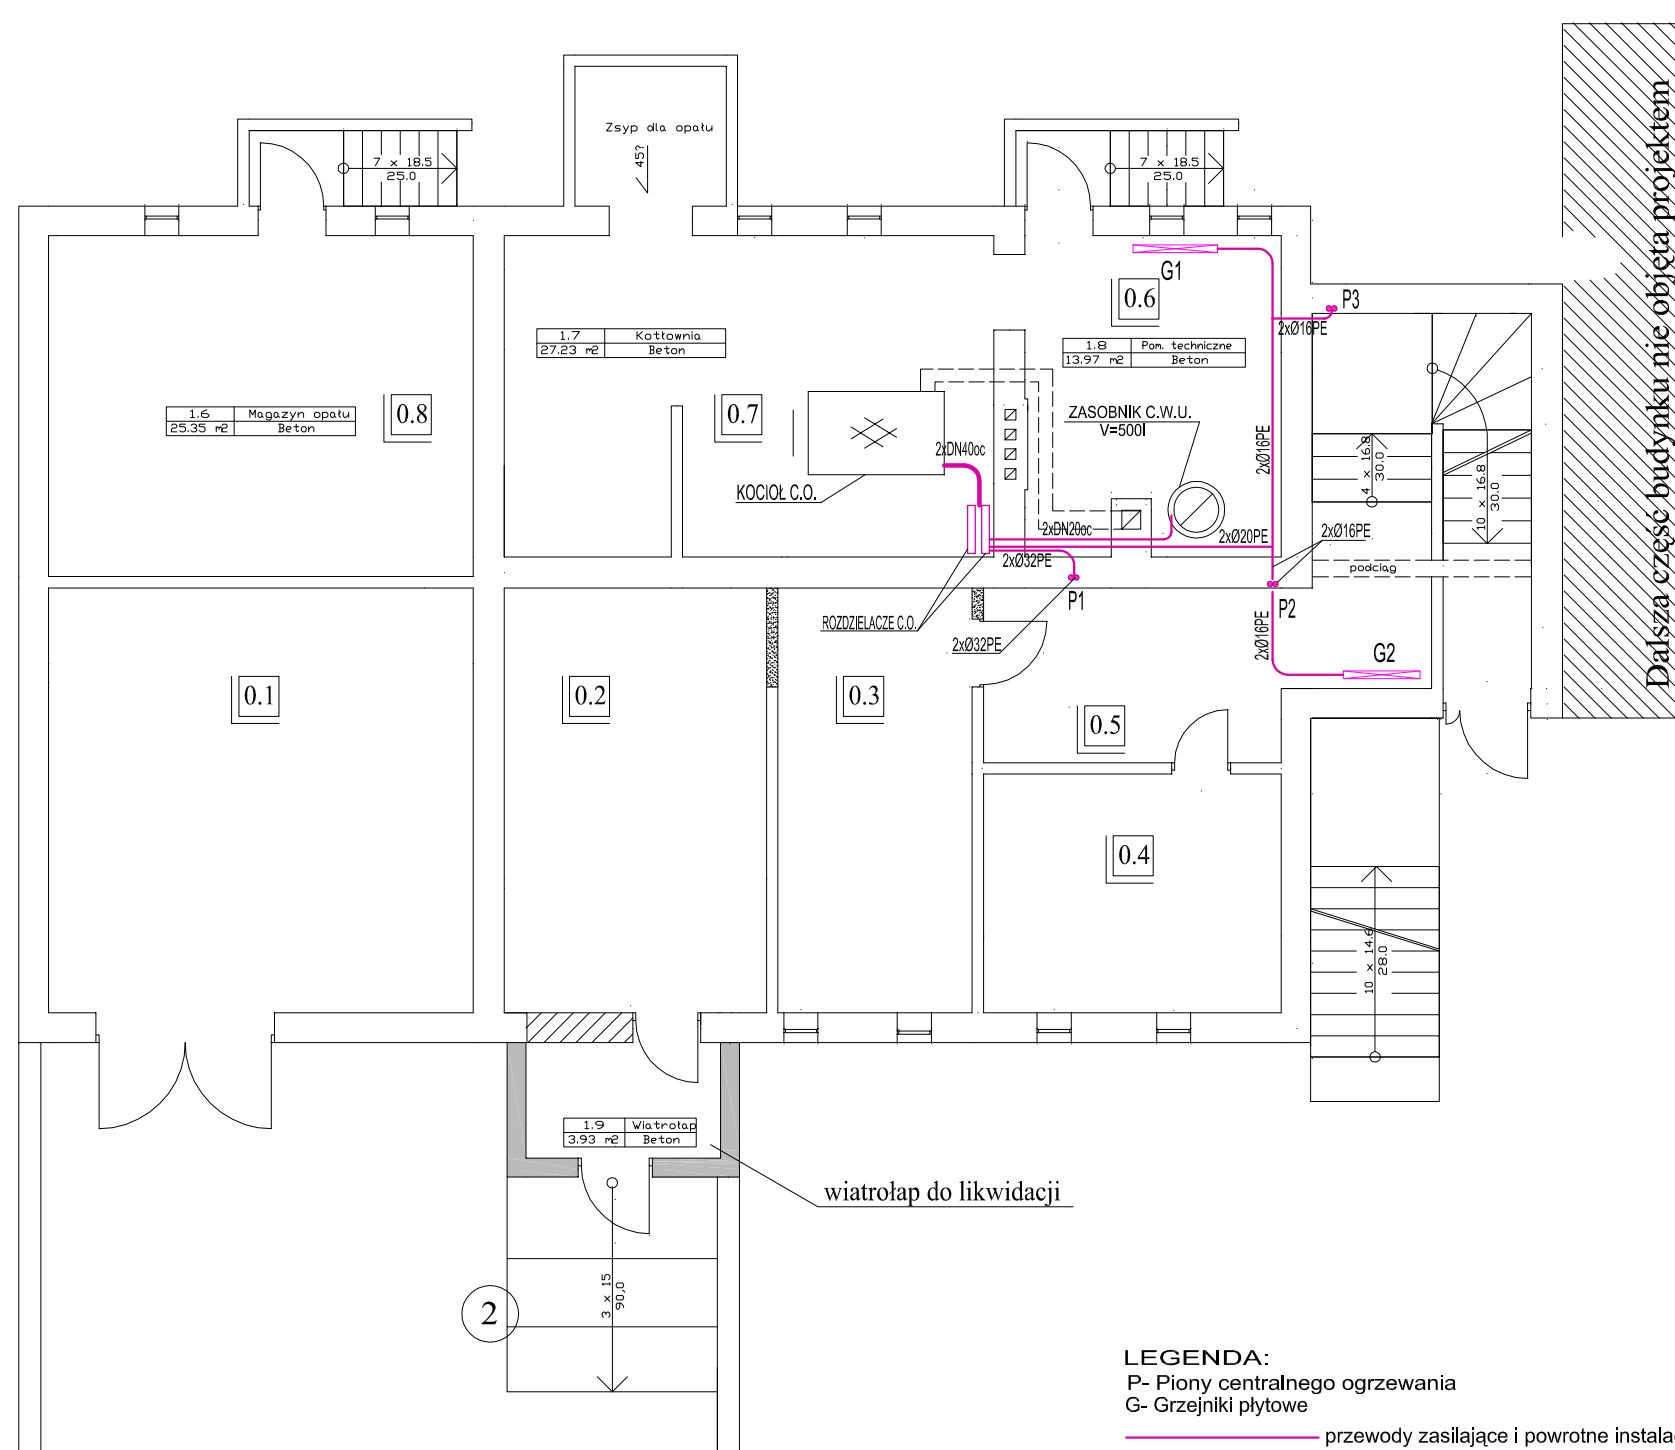 Zsyp dla opału
45?
7 x 18.5
25.0
7 x 18.5
25.0
Dalsza część budynku nie objęta projektem
G1
0.6
P3
2xØ16PE
1.7 Kotłownia
27.23 m2 Beton
1.8 Pom. techniczne
13.97 m2 Beton
1.6 Magazyn opału
25.35 m2 Beton
0.8
0.7
ZASOBNIK C.W.U.
V=500l
2xDN40oc
KOCIOŁ C.O.
2xØ16PE
4 x 16.8
30.0
10 x 16.8
30.0
2xDN20oc
2xØ20PE
2xØ16PE
2xØ32PE
podciąg
P1
P2
ROZDZIELACZE C.O.
2xØ32PE
2xØ16PE
G2
0.1
0.2
0.3
0.5
0.4
10 x 14.6
28.0
1.9 Wiatrołap
3.93 m2 Beton
wiatrołap do likwidacji
3 x 15
90,0
2
LEGENDA:
P- Piony centralnego ogrzewania
G- Grzejniki płytowe
przewody zasilające i powrotne instala